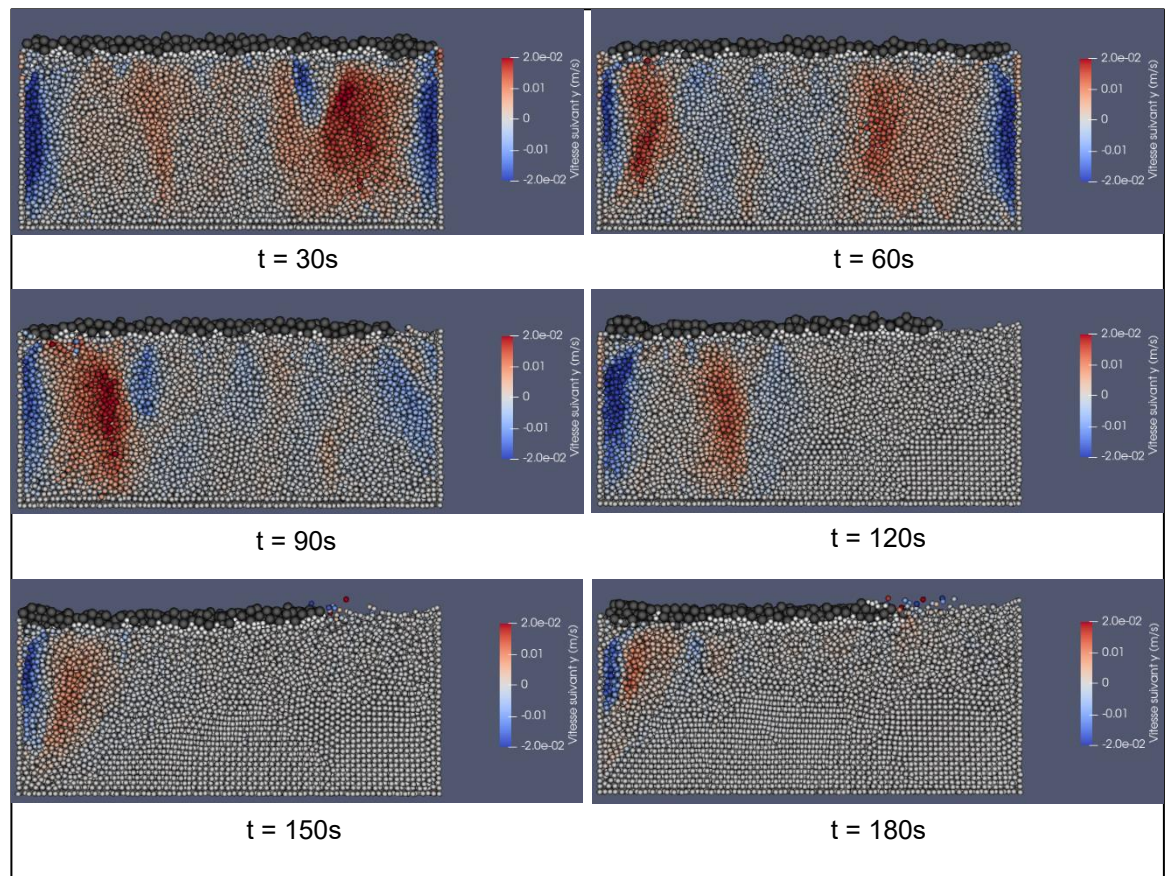 2.0e-02
0.01
0
-0.01
-2.0e-02
Vitesse suivant y (m/s)
2.0e-02
0.01
0
-0.01
-2.0e-02
Vitesse suivant y (m/s)
t = 30s
t = 60s
2.0e-02
0.01
0
-0.01
-2.0e-02
Vitesse suivant y (m/s)
2.0e-02
0.01
0
-0.01
-2.0e-02
Vitesse suivant y (m/s)
t = 90s
t = 120s
2.0e-02
0.01
0
-0.01
-2.0e-02
Vitesse suivant y (m/s)
2.0e-02
0.01
0
-0.01
-2.0e-02
Vitesse suivant y (m/s)
t = 150s
t = 180s